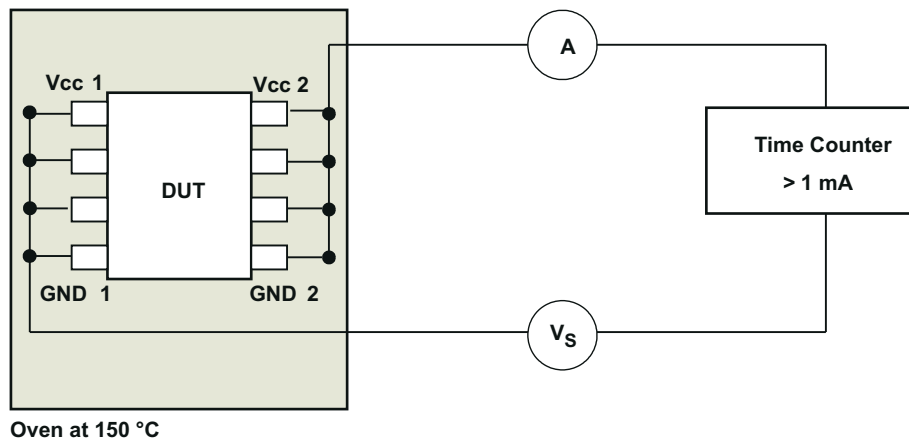 A
Vcc 1
Vcc 2
Time Counter
> 1 mA
DUT
GND 1
GND 2
VS
Oven at 150 °C